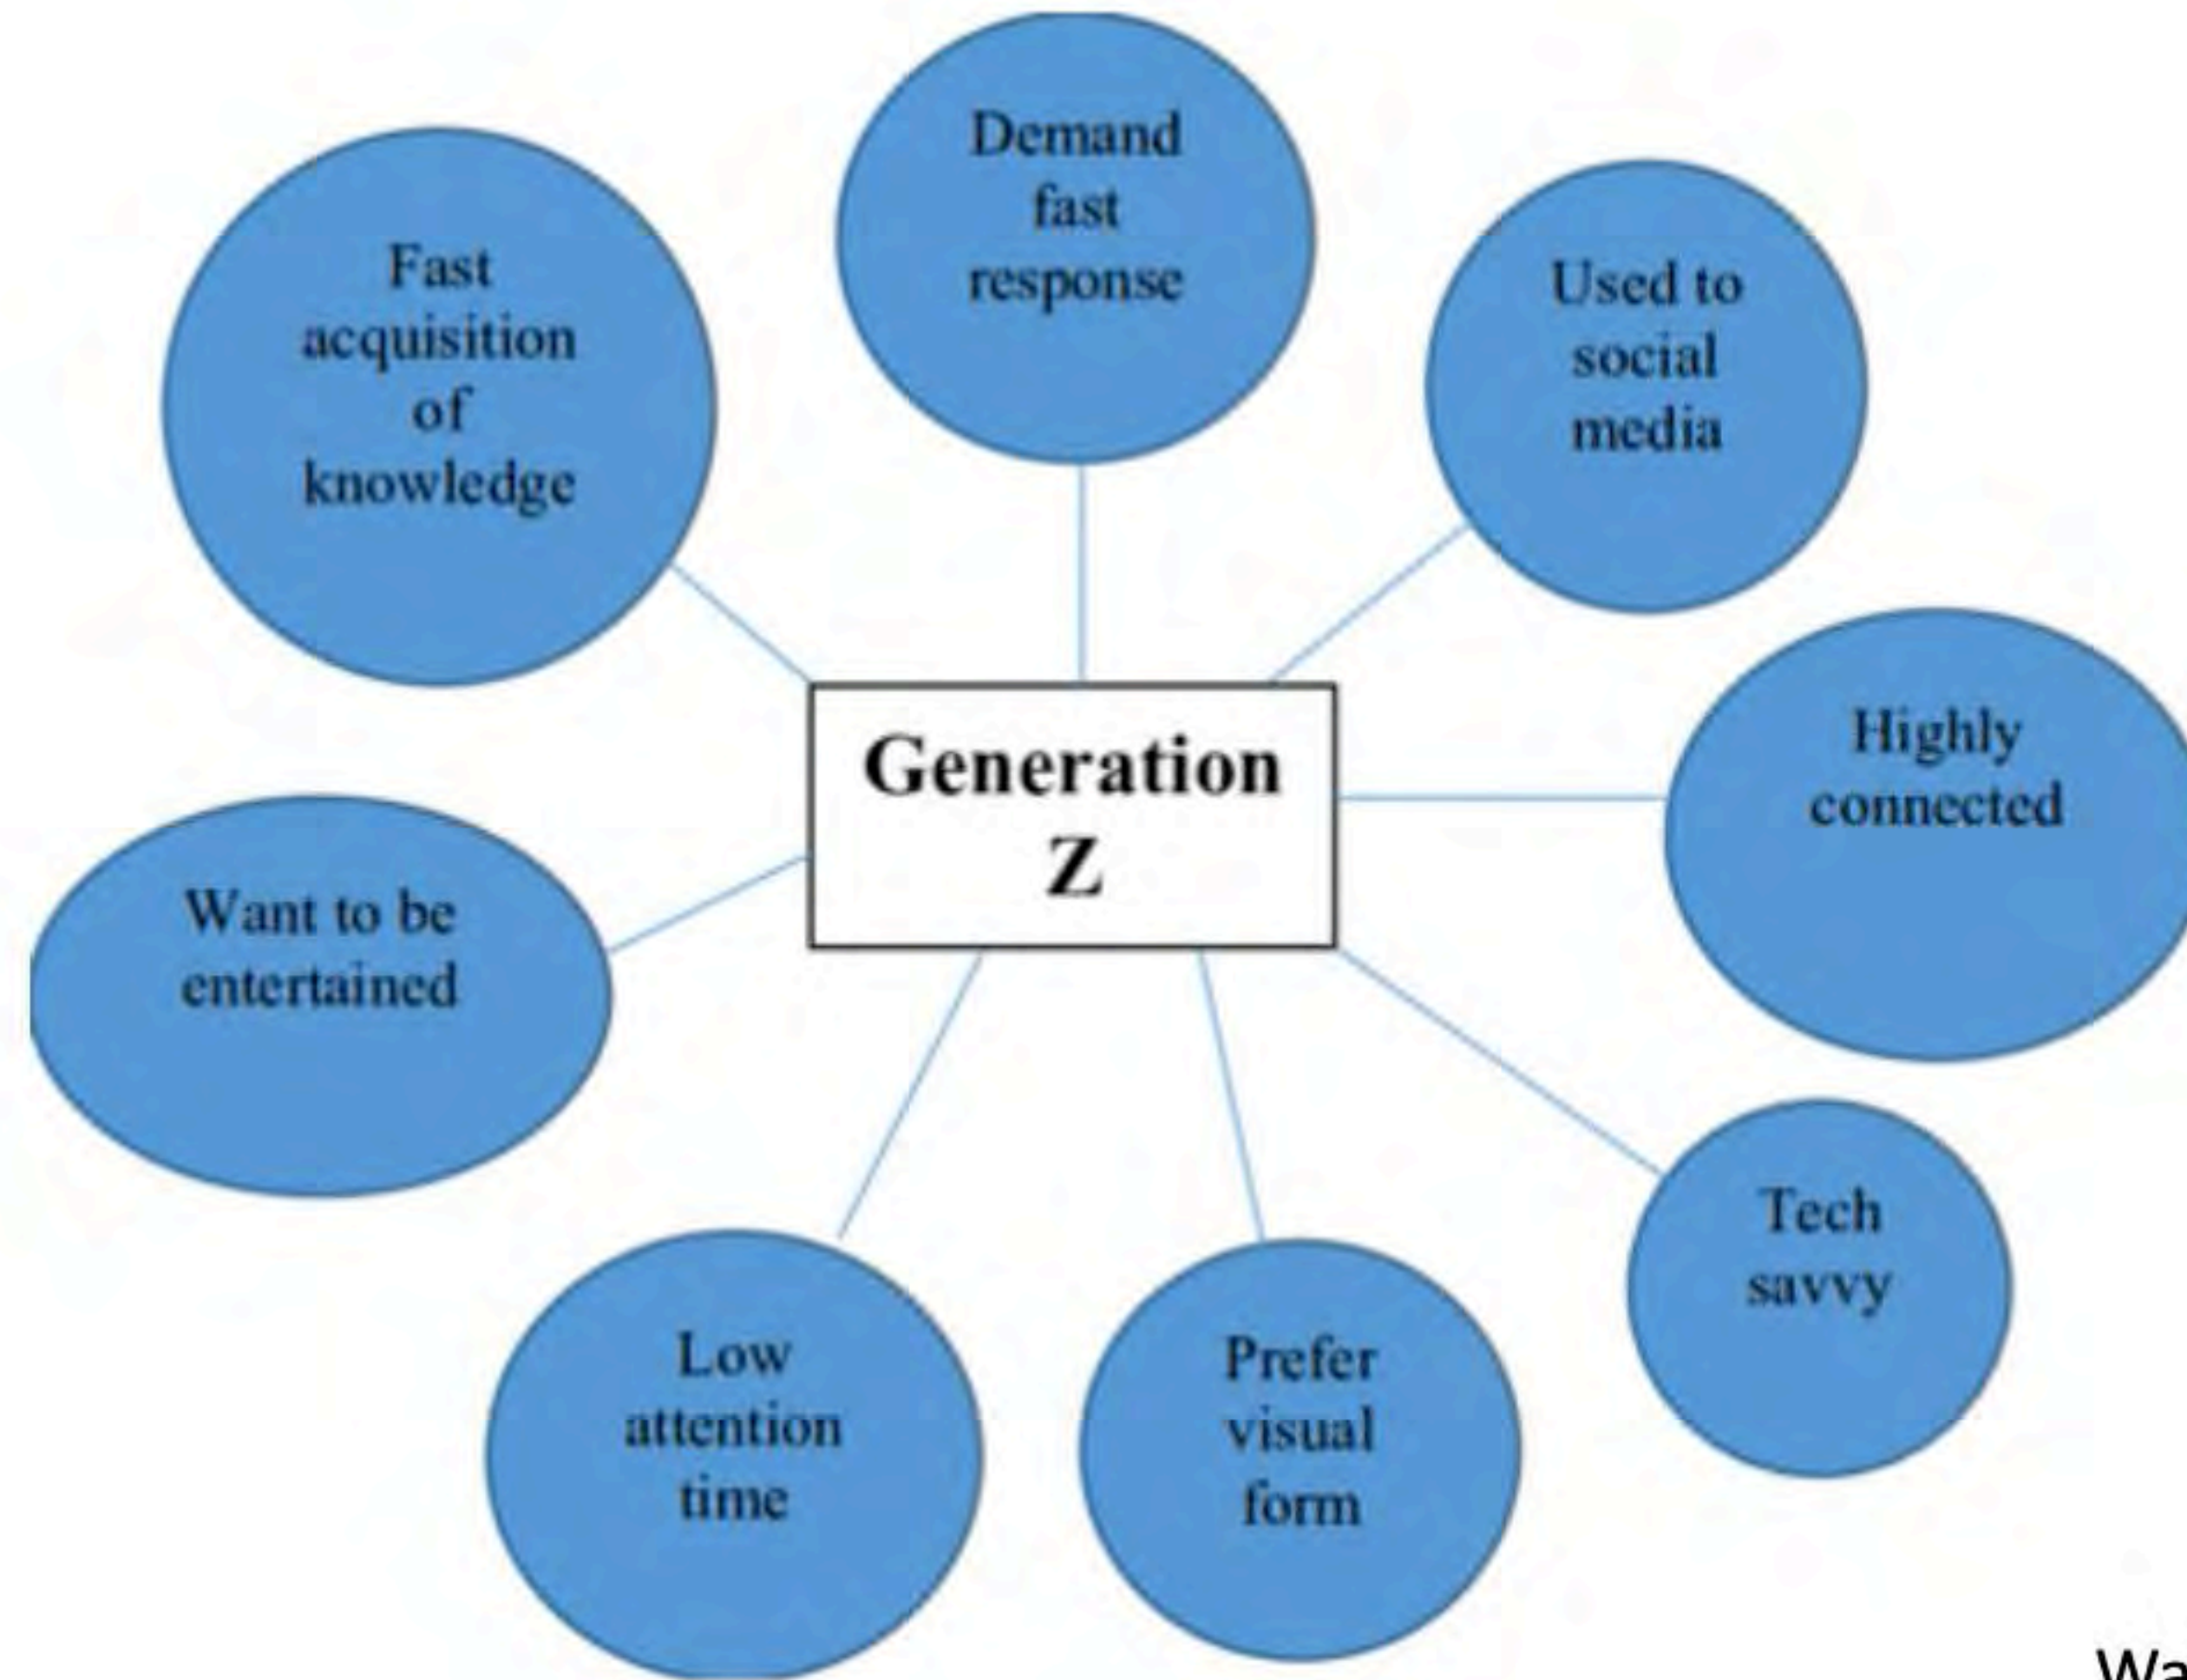 Demand
fast
response
Fast
acquisition
of
knowledge
Used to
social
media
Generation
Z
Highly
connected
Want to be
entertained
Tech
savvy
Low
attention
time
Prefer
visual
form